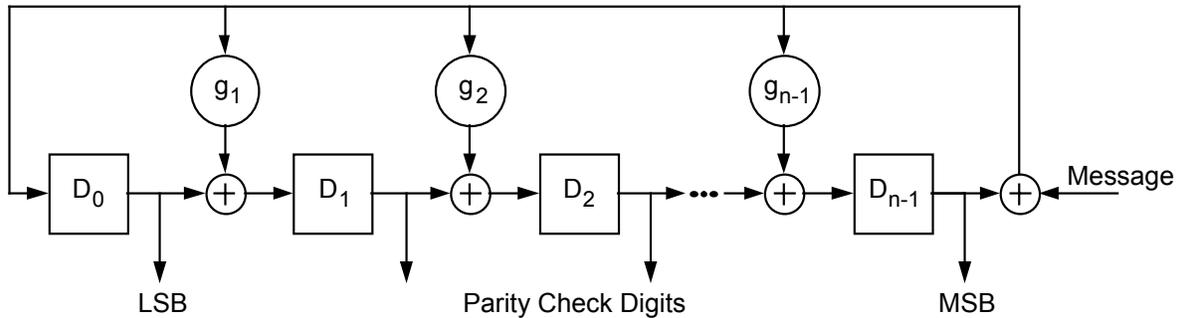 g1 g2 gn-1
D0 D1 D2 ... Dn-1 Message
LSB Parity Check Digits MSB